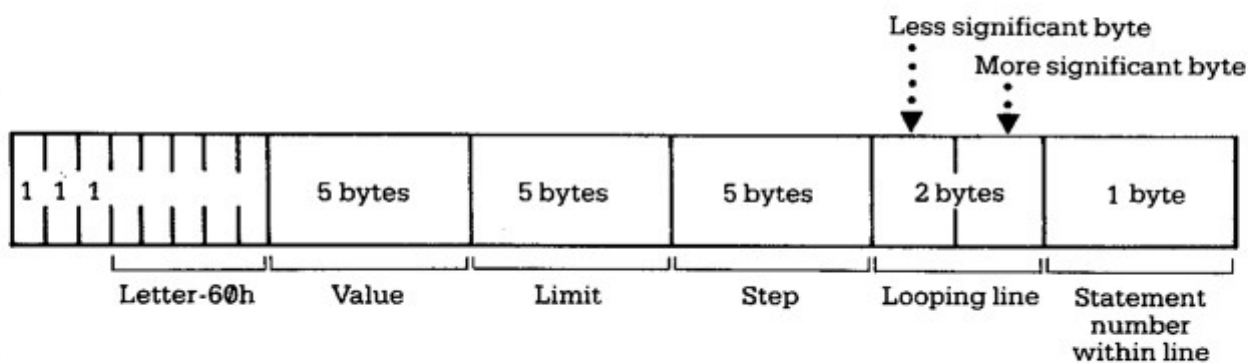 Less significant byte
More significant byte
1 1 1
5 bytes
5 bytes
5 bytes
2 bytes
1 byte
Letter-60h
Value
Limit
Step
Looping line
Statement
number
within line